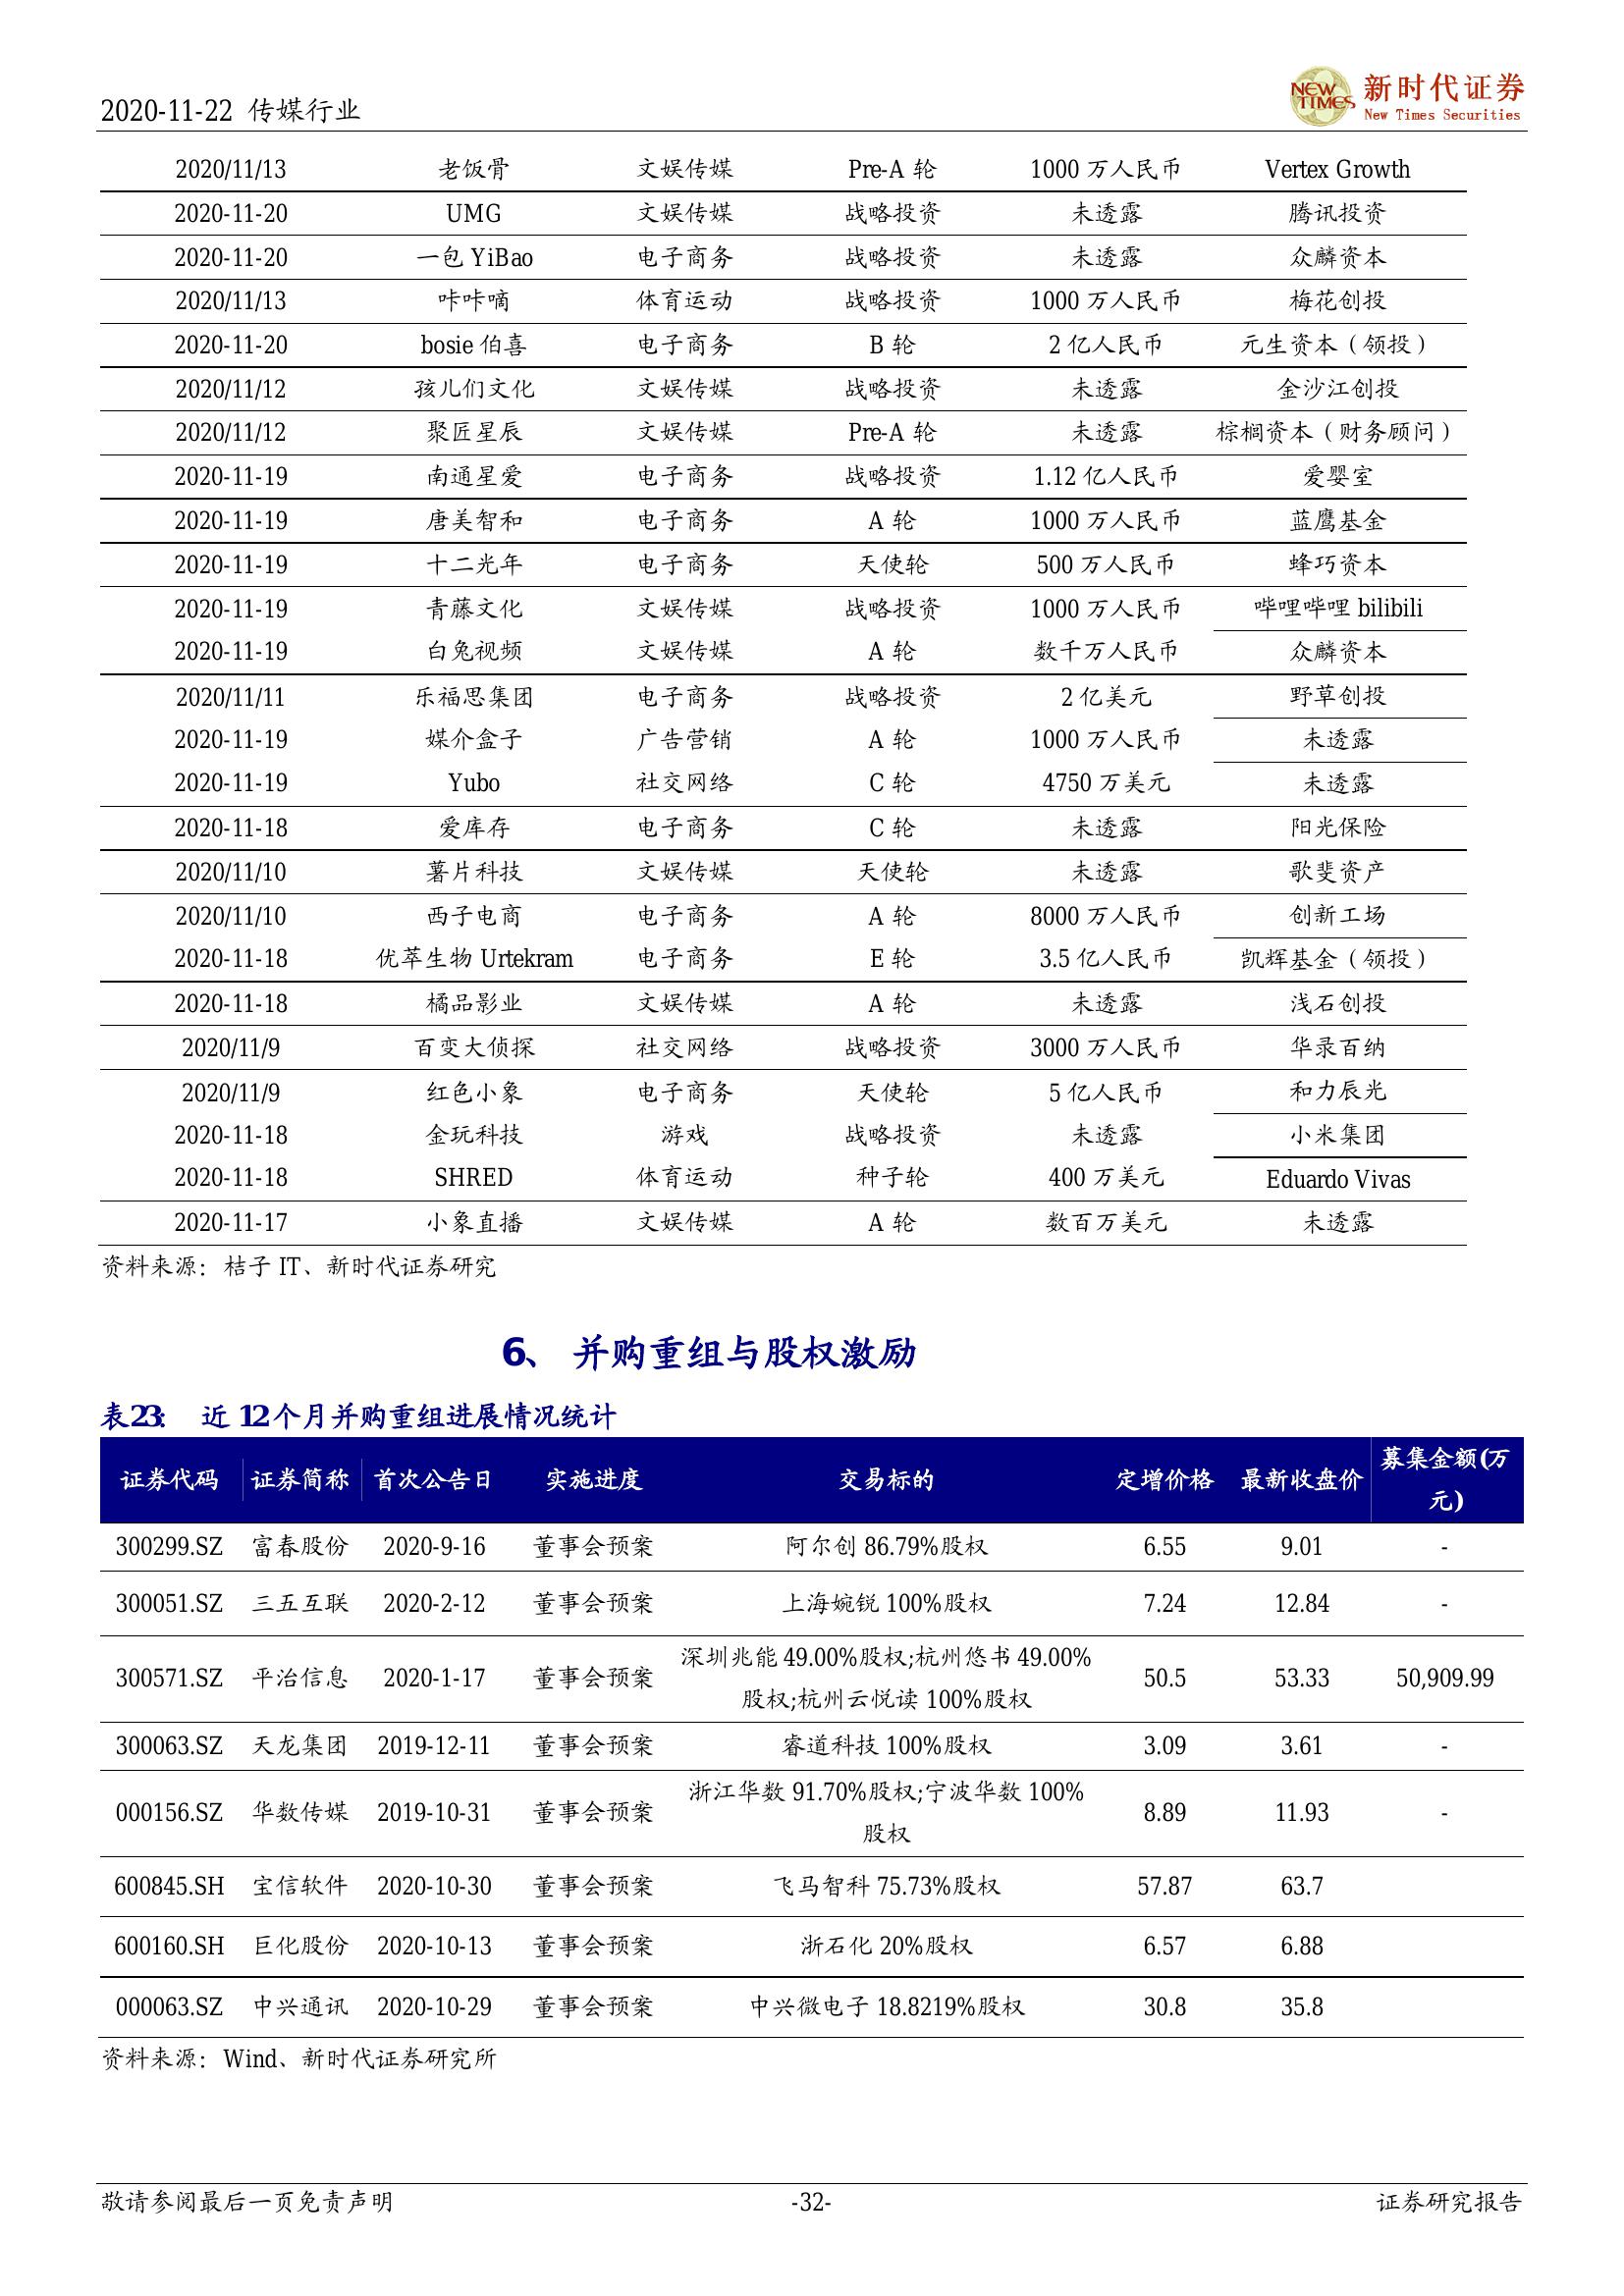 2020-11-22 传媒行业
NEW TIMES
新时代证券
New Times Securities
2020/11/13 老饭骨 文娱传媒 Pre-A 轮 1000 万人民币 Vertex Growth
2020-11-20 UMG 文娱传媒 战略投资 未透露 腾讯投资
2020-11-20 一包 YiBao 电子商务 战略投资 未透露 众麟资本
2020/11/13 咔咔嘀 体育运动 战略投资 1000 万人民币 梅花创投
2020-11-20 bosie 伯喜 电子商务 B 轮 2 亿人民币 元生资本（领投）
2020/11/12 孩儿们文化 文娱传媒 战略投资 未透露 金沙江创投
2020/11/12 聚匠星辰 文娱传媒 Pre-A 轮 未透露 棕榈资本（财务顾问）
2020-11-19 南通星爱 电子商务 战略投资 1.12 亿人民币 爱婴室
2020-11-19 唐美智和 电子商务 A 轮 1000 万人民币 蓝鹰基金
2020-11-19 十二光年 电子商务 天使轮 500 万人民币 蜂巧资本
2020-11-19 青藤文化 文娱传媒 战略投资 1000 万人民币 哔哩哔哩 bilibili
2020-11-19 白兔视频 文娱传媒 A 轮 数千万人民币 众麟资本
2020/11/11 乐福思集团 电子商务 战略投资 2 亿美元 野草创投
2020-11-19 媒介盒子 广告营销 A 轮 1000 万人民币 未透露
2020-11-19 Yubo 社交网络 C 轮 4750 万美元 未透露
2020-11-18 爱库存 电子商务 C 轮 未透露 阳光保险
2020/11/10 薯片科技 文娱传媒 天使轮 未透露 歌斐资产
2020/11/10 西子电商 电子商务 A 轮 8000 万人民币 创新工场
2020-11-18 优萃生物 Urtekram 电子商务 E 轮 3.5 亿人民币 凯辉基金（领投）
2020-11-18 橘品影业 文娱传媒 A 轮 未透露 浅石创投
2020/11/9 百变大侦探 社交网络 战略投资 3000 万人民币 华录百纳
2020/11/9 红色小象 电子商务 天使轮 5 亿人民币 和力辰光
2020-11-18 金玩科技 游戏 战略投资 未透露 小米集团
2020-11-18 SHRED 体育运动 种子轮 400 万美元 Eduardo Vivas
2020-11-17 小象直播 文娱传媒 A 轮 数百万美元 未透露
资料来源：桔子 IT、新时代证券研究
6、 并购重组与股权激励
表23： 近 12 个月并购重组进展情况统计
证券代码 证券简称 首次公告日 实施进度 交易标的 定增价格 最新收盘价 募集金额(万
元)
300299.SZ 富春股份 2020-9-16 董事会预案 阿尔创 86.79%股权 6.55 9.01 -
300051.SZ 三五互联 2020-2-12 董事会预案 上海婉锐 100%股权 7.24 12.84 -
深圳兆能 49.00%股权;杭州悠书 49.00%
300571.SZ 平治信息 2020-1-17 董事会预案 股权;杭州云悦读 100%股权 50.5 53.33 50,909.99
300063.SZ 天龙集团 2019-12-11 董事会预案 睿道科技 100%股权 3.09 3.61 -
浙江华数 91.70%股权;宁波华数 100%
000156.SZ 华数传媒 2019-10-31 董事会预案 股权 8.89 11.93 -
600845.SH 宝信软件 2020-10-30 董事会预案 飞马智科 75.73%股权 57.87 63.7
600160.SH 巨化股份 2020-10-13 董事会预案 浙石化 20%股权 6.57 6.88
000063.SZ 中兴通讯 2020-10-29 董事会预案 中兴微电子 18.8219%股权 30.8 35.8
资料来源：Wind、新时代证券研究所
敬请参阅最后一页免责声明 -32- 证券研究报告